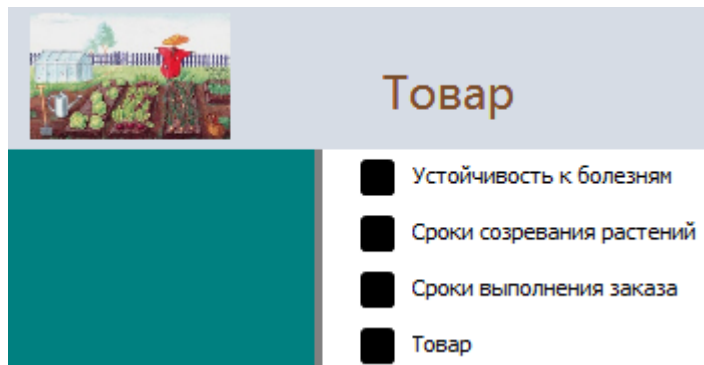 Товар
Устойчивость к болезням
Сроки созревания растений
Сроки выполнения заказа
Товар